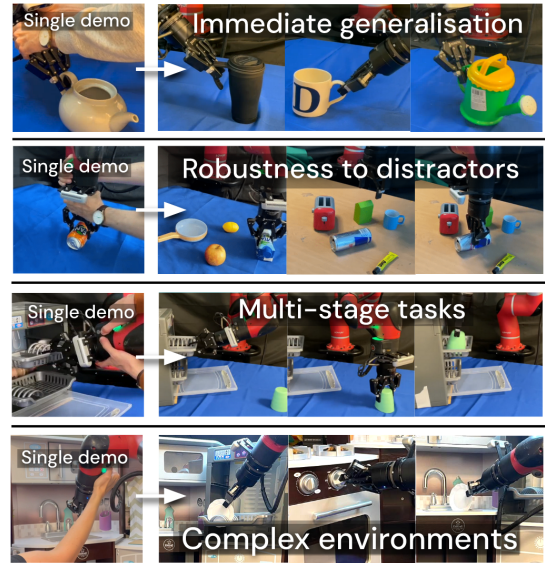 Single demo
Immediate generalisation
D
Single demo
Robustness to distractors
Single demo
Multi-stage tasks
Single demo
Complex environments